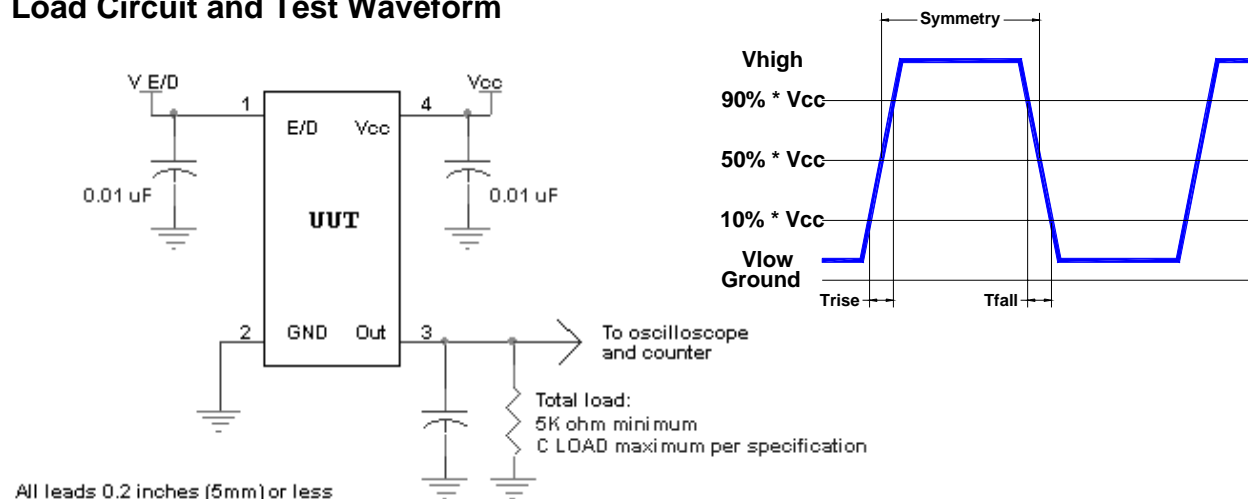 Load Circuit and Test Waveform
V E/D
Vcc
1
4
E/D
Vcc
0.01 uF
0.01 uF
UUT
2
GND
Out
3
To oscilloscope
and counter
Total load:
5K ohm minimum
C LOAD maximum per specification
All leads 0.2 inches (5mm) or less
Symmetry
Vhigh
90% * Vcc
50% * Vcc
10% * Vcc
Vlow
Ground
Trise
Tfall